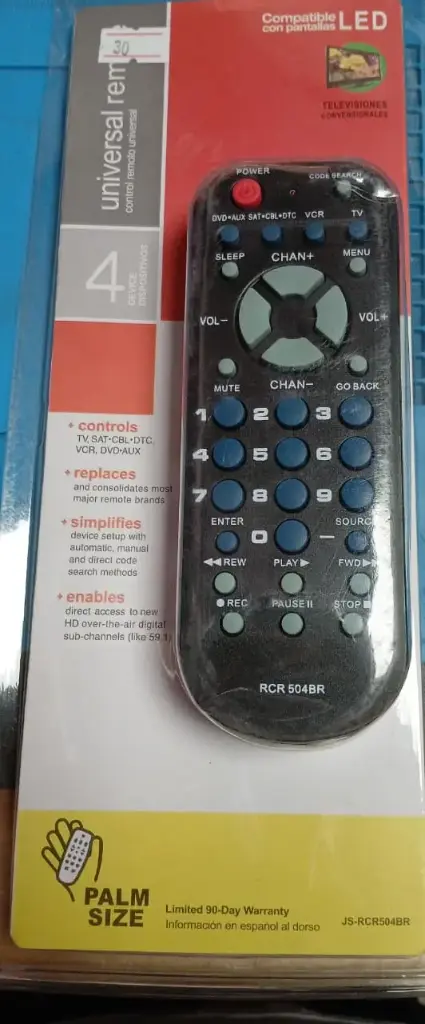 Compatible
con pantallas LED
30
TELEVISIONES
CONVENCIONALES
universal rem
control remoto universal
4 DEVICE
DISPOSITIVOS
POWER
CODE SEARCH
DVD•AUX SAT•CBL•DTC VCR TV
SLEEP CHAN+ MENU
VOL– VOL+
MUTE CHAN– GO BACK
1 2 3
4 5 6
7 8 9
ENTER 0 – SOURC
◀◀REW PLAY▶ FWD▶▶
●REC PAUSE II STOP■
RCR 504BR
+ controls
TV, SAT•CBL•DTC,
VCR, DVD•AUX
+ replaces
and consolidates most
major remote brands
+ simplifies
device setup with
automatic, manual
and direct code
search methods
+ enables
direct access to new
HD over-the-air digital
sub-channels (like 59.1
PALM
SIZE
Limited 90-Day Warranty
Información en español al dorso
JS-RCR504BR